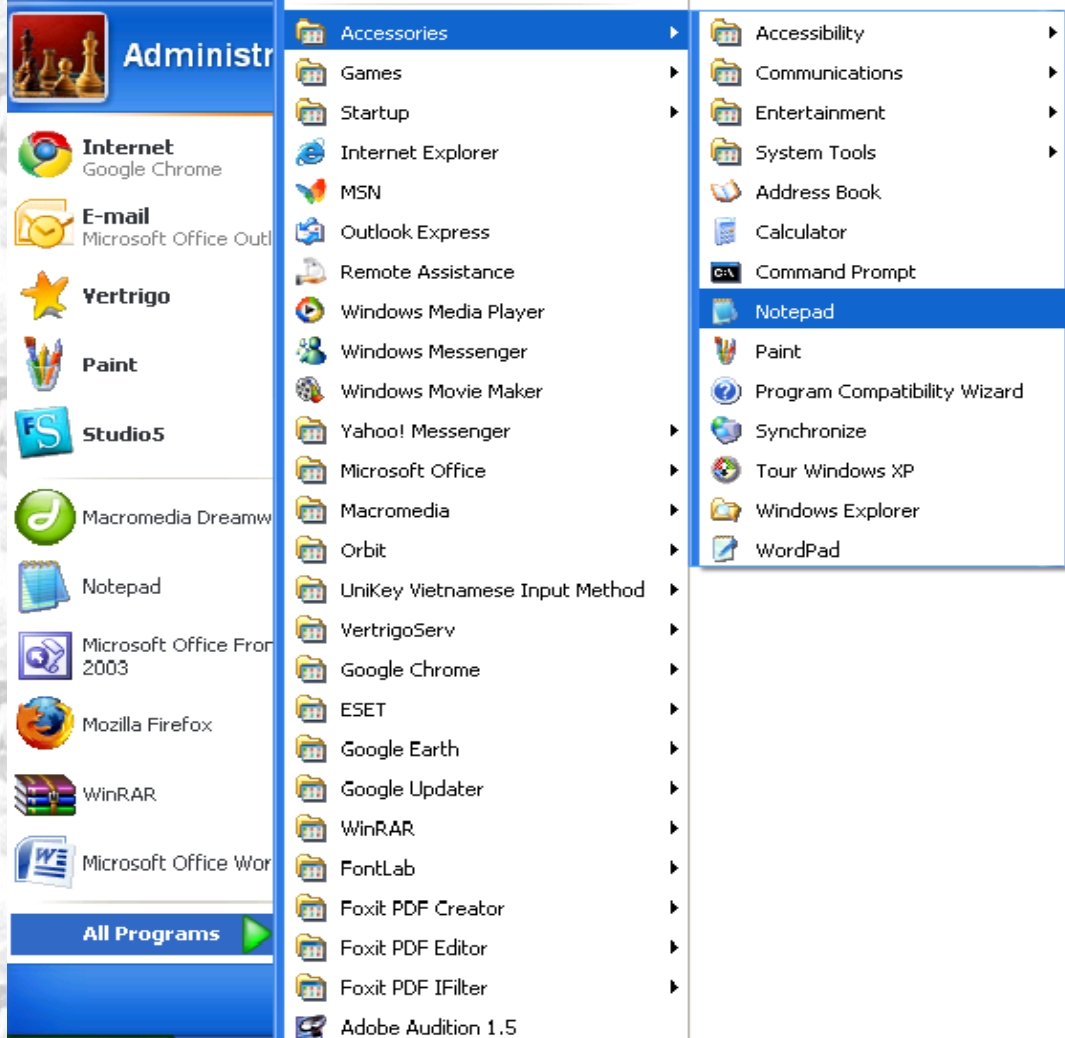 Administr
Internet
Google Chrome
E-mail
Microsoft Office Outl
Vertrigo
Paint
Studio5
Macromedia Dreamw
Notepad
Microsoft Office Fror
2003
Mozilla Firefox
WinRAR
Microsoft Office Wor
All Programs
Accessories
Games
Startup
Internet Explorer
MSN
Outlook Express
Remote Assistance
Windows Media Player
Windows Messenger
Windows Movie Maker
Yahoo! Messenger
Microsoft Office
Macromedia
Orbit
UniKey Vietnamese Input Method
VertrigoServ
Google Chrome
ESET
Google Earth
Google Updater
WinRAR
FontLab
Foxit PDF Creator
Foxit PDF Editor
Foxit PDF IFilter
Adobe Audition 1.5
Accessibility
Communications
Entertainment
System Tools
Address Book
Calculator
Command Prompt
Notepad
Paint
Program Compatibility Wizard
Synchronize
Tour Windows XP
Windows Explorer
WordPad